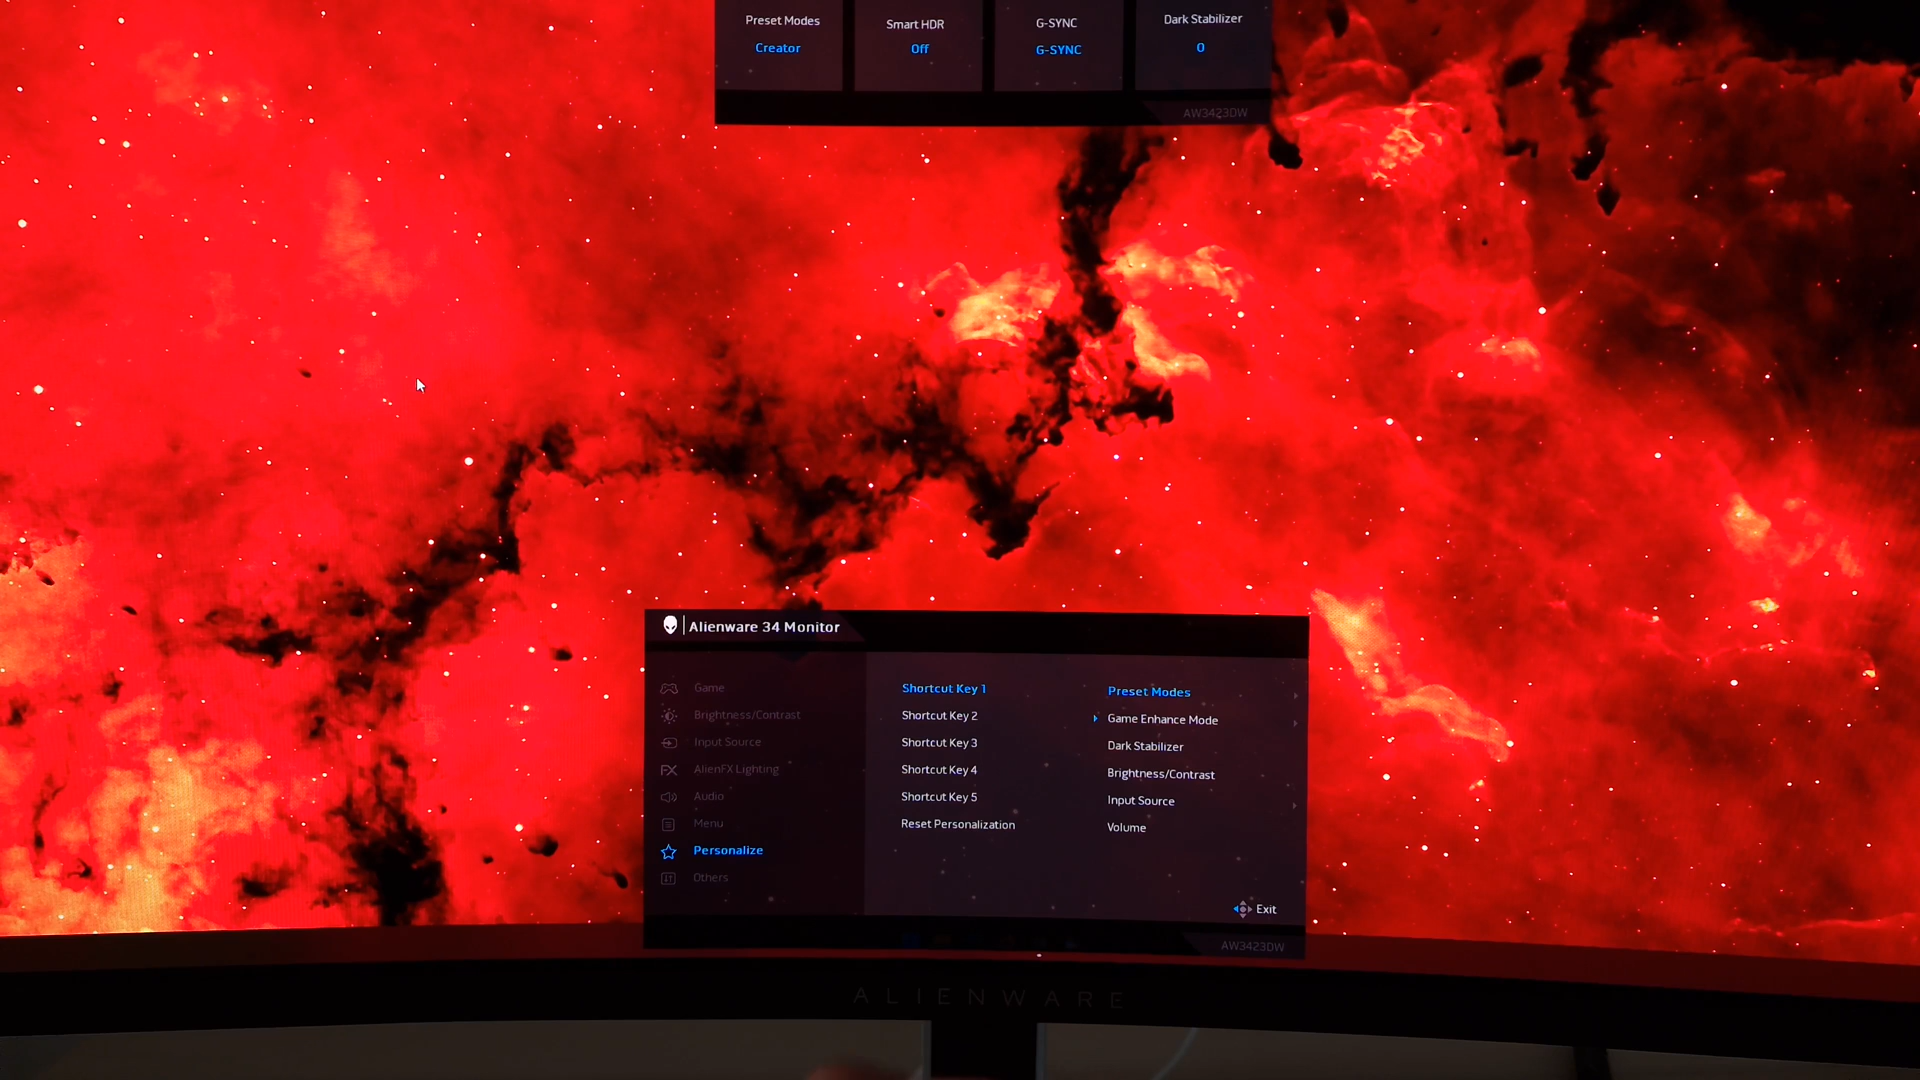 Preset Modes
Creator
Smart HDR
Off
G-SYNC
G-SYNC
Dark Stabilizer
0
AW3423DW
Alienware 34 Monitor
Game
Brightness/Contrast
Input Source
AlienFX Lighting
Audio
Menu
Personalize
Others
Shortcut Key 1
Shortcut Key 2
Shortcut Key 3
Shortcut Key 4
Shortcut Key 5
Reset Personalization
Preset Modes
Game Enhance Mode
Dark Stabilizer
Brightness/Contrast
Input Source
Volume
Exit
AW3423DW
ALIENWARE